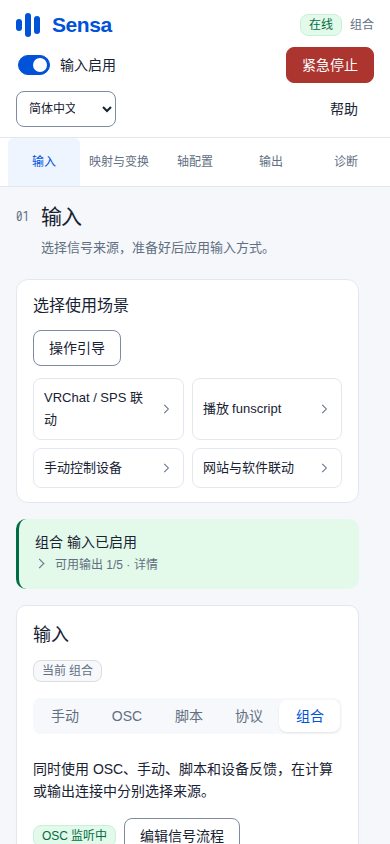 Sensa
在线 组合
输入启用
紧急停止
简体中文
帮助
输入 映射与变换 轴配置 输出 诊断
01 输入
选择信号来源，准备好后应用输入方式。
选择使用场景
操作引导
VRChat / SPS 联
动
播放 funscript
手动控制设备
网站与软件联动
组合 输入已启用
可用输出 1/5 · 详情
输入
当前 组合
手动 OSC 脚本 协议 组合
同时使用 OSC、手动、脚本和设备反馈，在计算
或输出连接中分别选择来源。
OSC 监听中
编辑信号流程